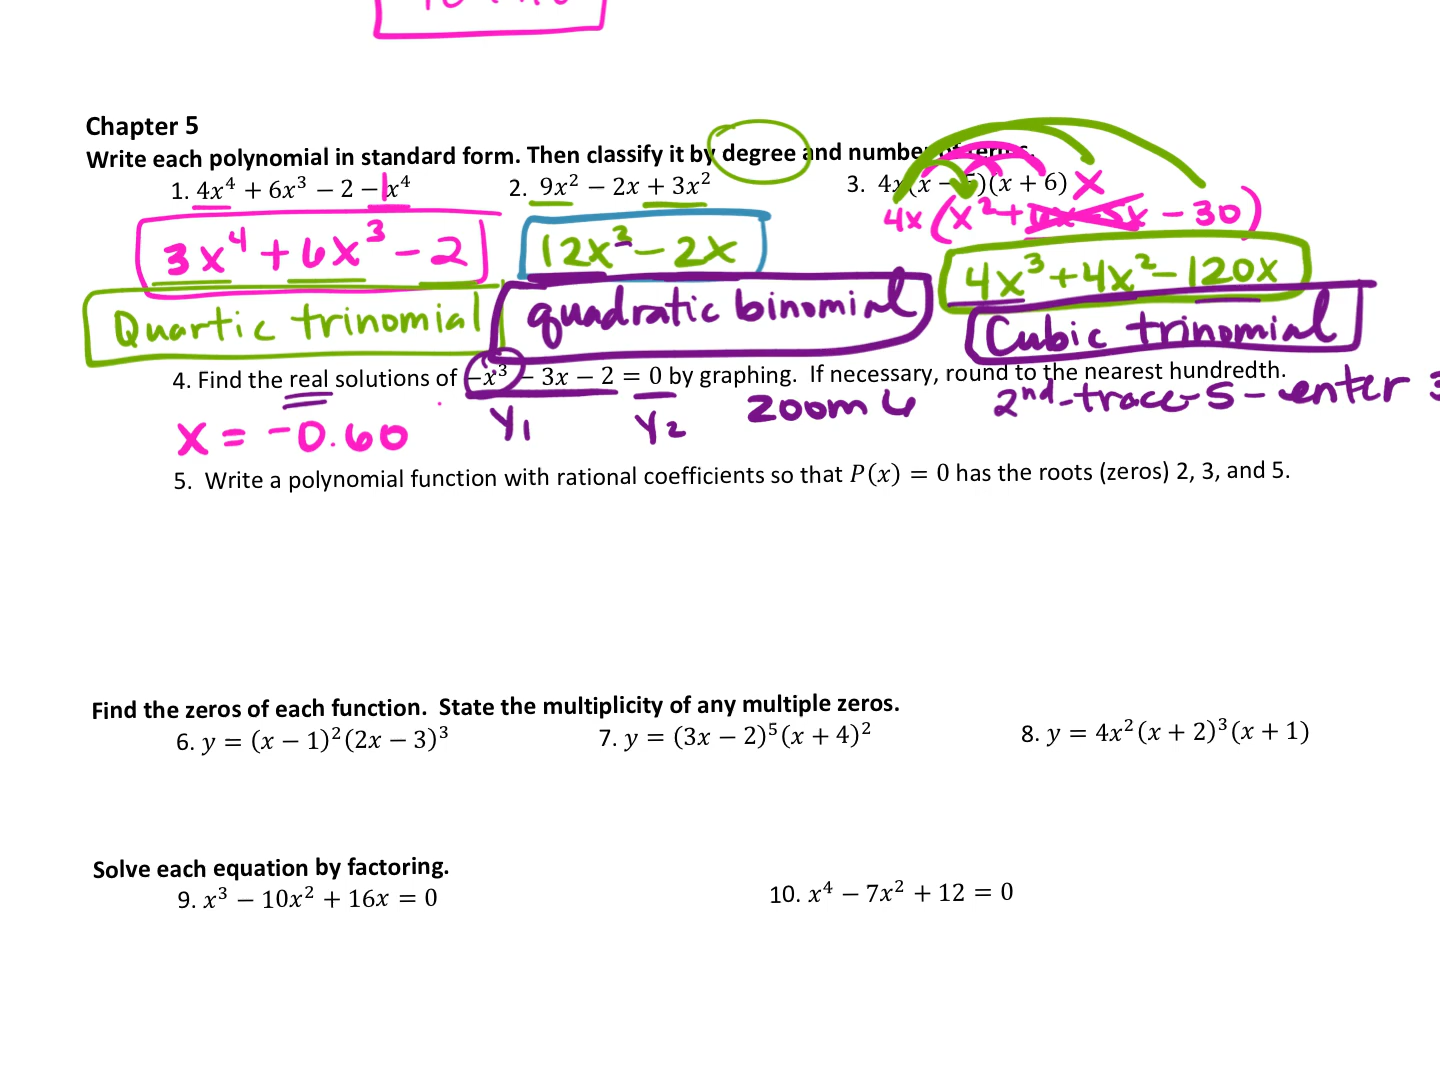 Chapter 5
Write each polynomial in standard form. Then classify it by degree and number of terms.
1. 4x⁴ + 6x³ − 2 − x⁴ 2. 9x² − 2x + 3x² 3. 4x(x − 5)(x + 6) x
4x(x² + 6x − 5x − 30)
3x⁴ + 6x³ − 2 12x² − 2x 4x³ + 4x² − 120x
Quartic trinomial quadratic binomial Cubic trinomial
4. Find the real solutions of −x³ − 3x − 2 = 0 by graphing. If necessary, round to the nearest hundredth.
x = -0.60 y₁ y₂ zoom 6 2nd-trace-5-enter 3
5. Write a polynomial function with rational coefficients so that P(x) = 0 has the roots (zeros) 2, 3, and 5.
Find the zeros of each function. State the multiplicity of any multiple zeros.
6. y = (x − 1)²(2x − 3)³ 7. y = (3x − 2)⁵(x + 4)² 8. y = 4x²(x + 2)³(x + 1)
Solve each equation by factoring.
9. x³ − 10x² + 16x = 0 10. x⁴ − 7x² + 12 = 0